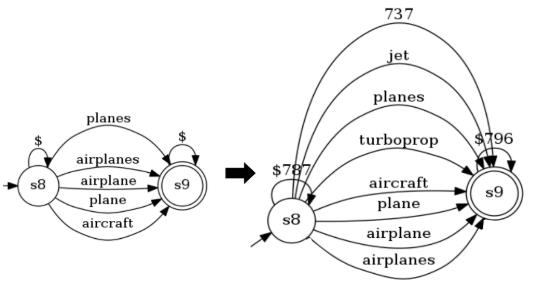 planes
$
$
airplanes
airplane
s8
s9
plane
aircraft
737
jet
planes
turboprop
$796
$787
aircraft
s9
plane
s8
airplane
airplanes